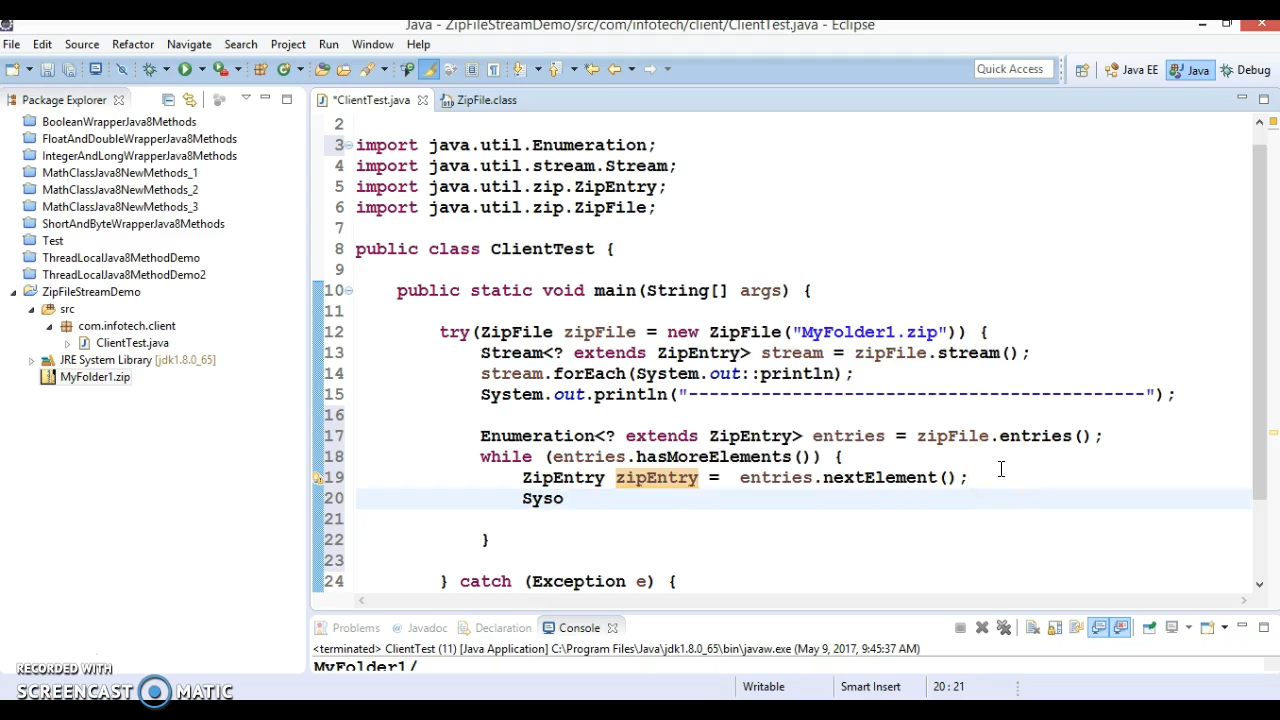 Java - ZipFileStreamDemo/src/com/infotech/client/ClientTest.java - Eclipse
File Edit Source Refactor Navigate Search Project Run Window Help
Quick Access Java EE Java Debug
Package Explorer
*ClientTest.java ZipFile.class
BooleanWrapperJava8Methods
FloatAndDoubleWrapperJava8Methods
IntegerAndLongWrapperJava8Methods
MathClassJava8NewMethods_1
MathClassJava8NewMethods_2
MathClassJava8NewMethods_3
ShortAndByteWrapperJava8Methods
Test
ThreadLocalJava8MethodDemo
ThreadLocalJava8MethodDemo2
ZipFileStreamDemo
src
com.infotech.client
ClientTest.java
JRE System Library [jdk1.8.0_65]
MyFolder1.zip
2
3 import java.util.Enumeration;
4 import java.util.stream.Stream;
5 import java.util.zip.ZipEntry;
6 import java.util.zip.ZipFile;
7
8 public class ClientTest {
9
10 public static void main(String[] args) {
11
12 try(ZipFile zipFile = new ZipFile("MyFolder1.zip")) {
13 Stream<? extends ZipEntry> stream = zipFile.stream();
14 stream.forEach(System.out::println);
15 System.out.println("--------------------------------------------");
16
17 Enumeration<? extends ZipEntry> entries = zipFile.entries();
18 while (entries.hasMoreElements()) {
19 ZipEntry zipEntry =  entries.nextElement();
20 Syso
21
22 }
23
24 } catch (Exception e) {
Problems Javadoc Declaration Console
<terminated> ClientTest (11) [Java Application] C:\Program Files\Java\jdk1.8.0_65\bin\javaw.exe (May 9, 2017, 9:45:37 AM)
MyFolder1/
RECORDED WITH
SCREENCAST MATIC
Writable Smart Insert 20 : 21